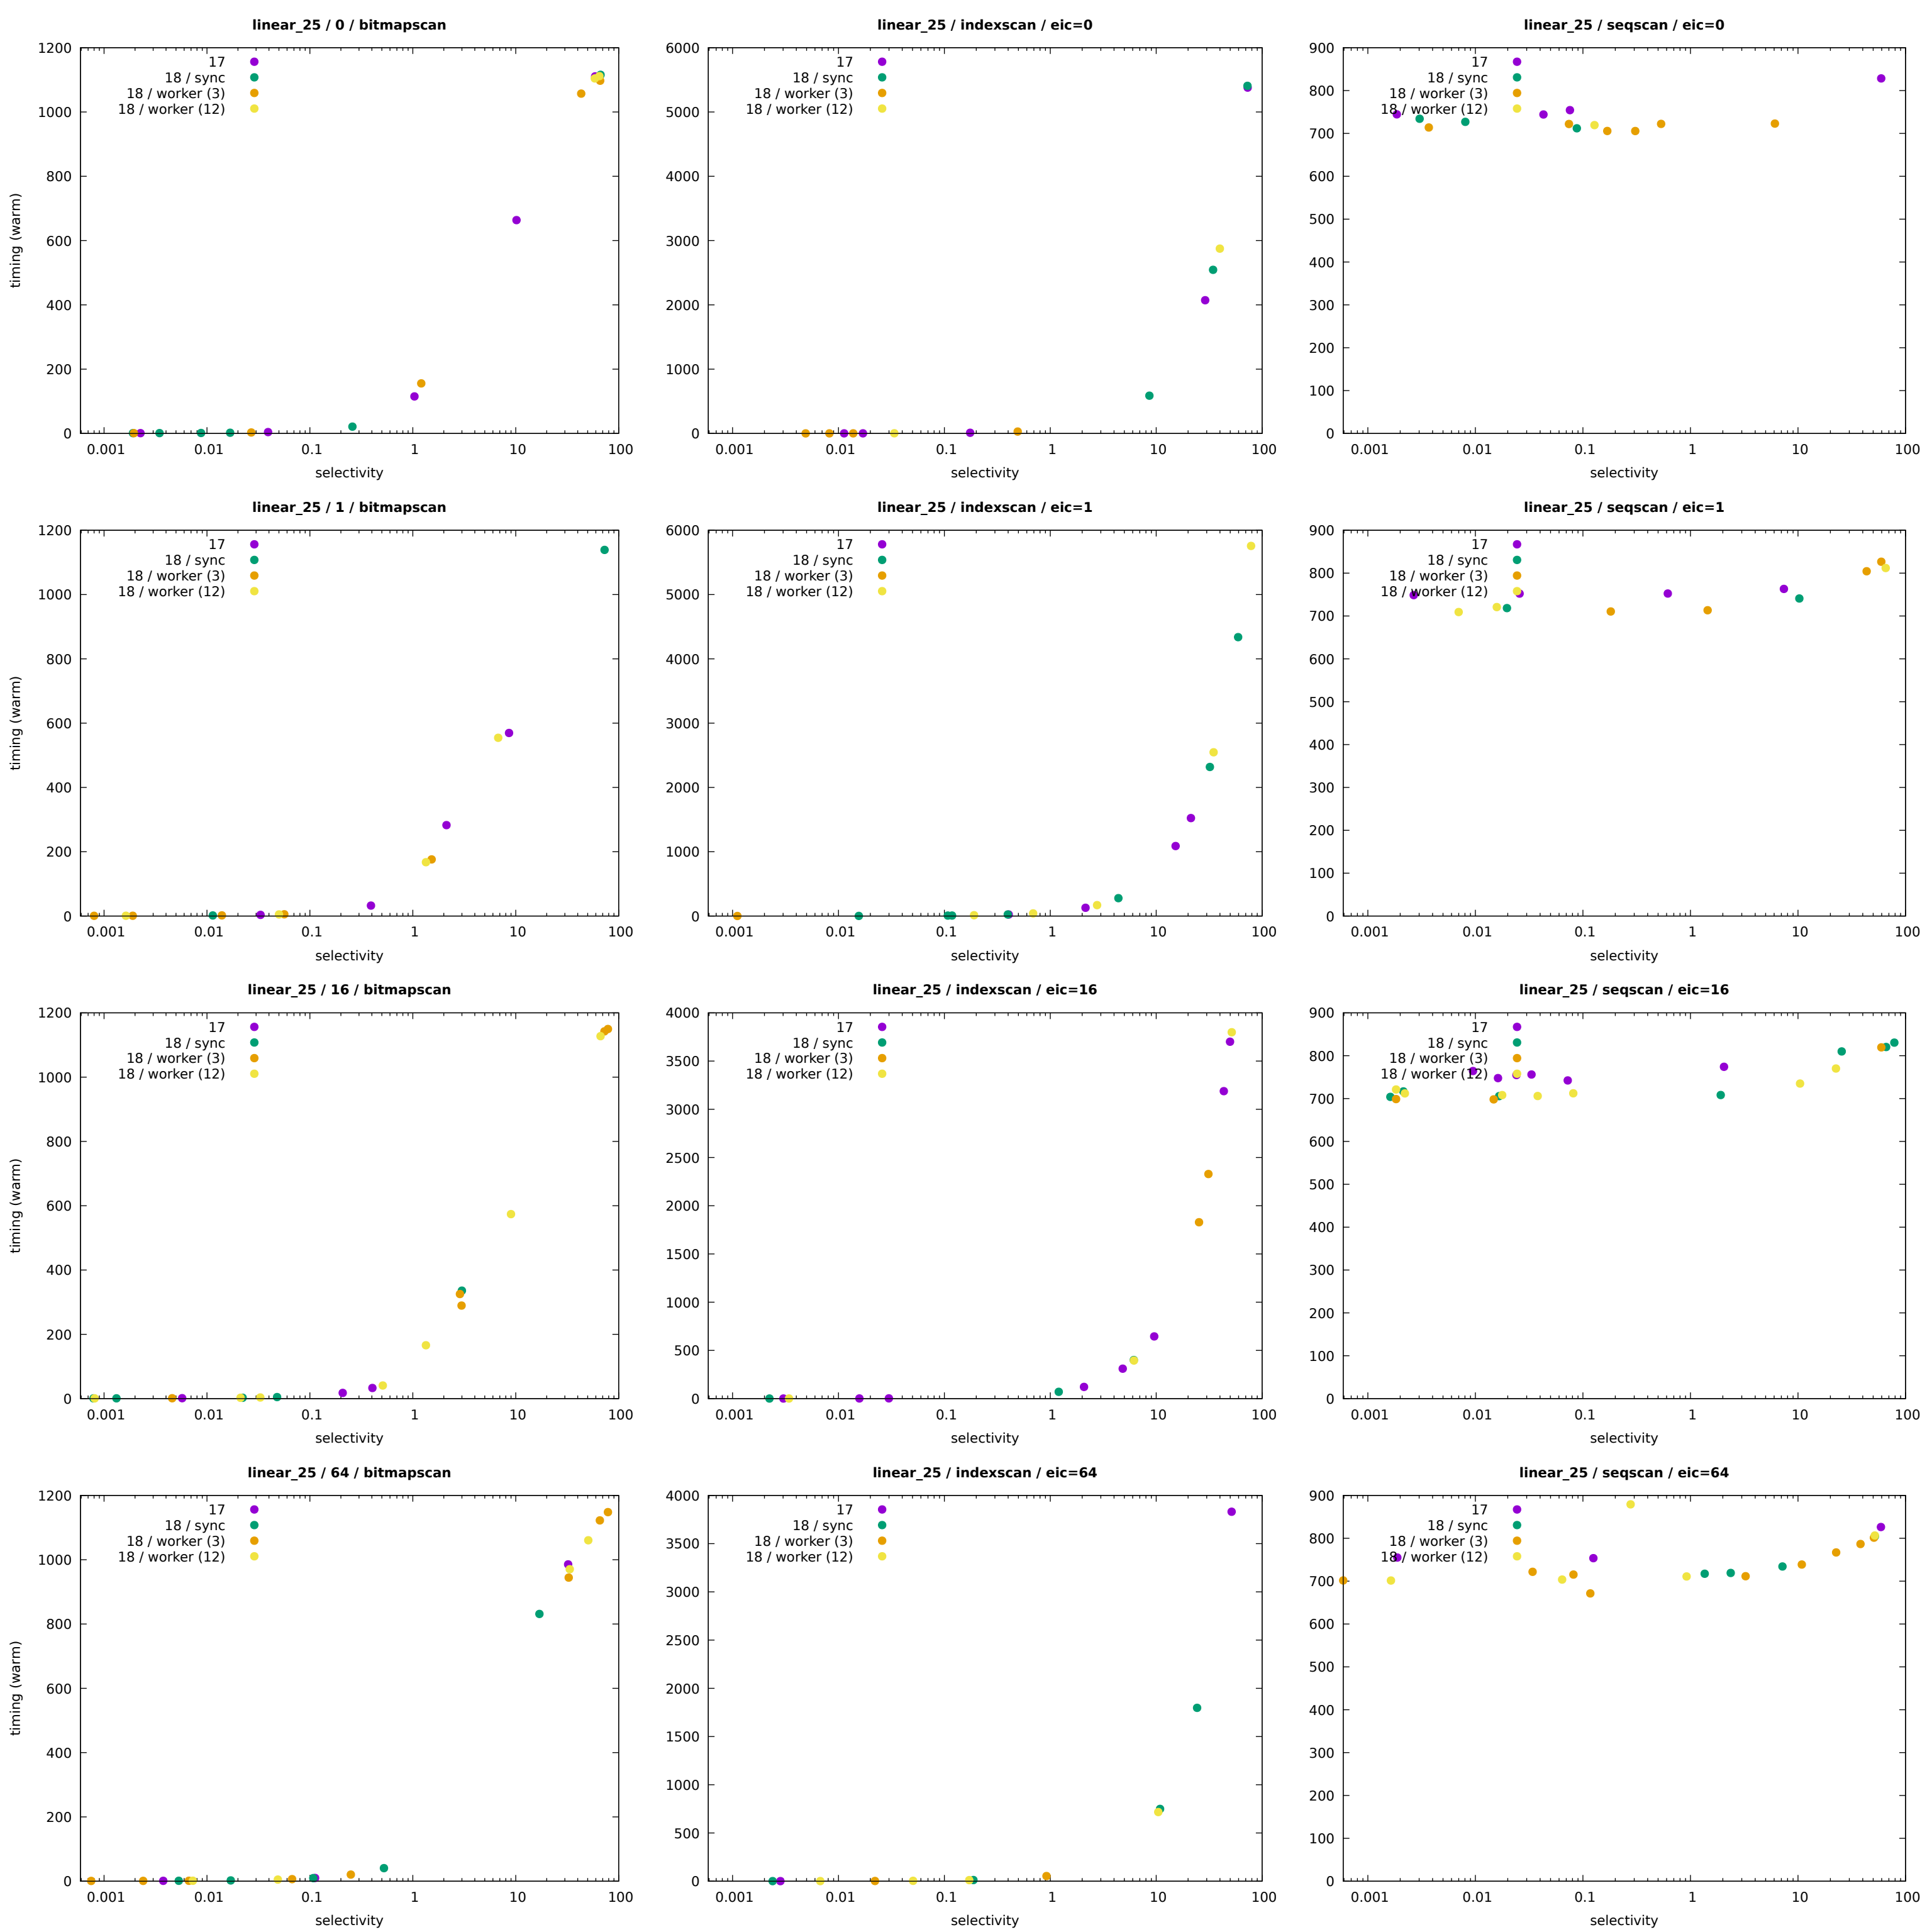 linear_25 / 0 / bitmapscan
1200
1000
800
600
400
200
0
0.001 0.01 0.1 1 10 100
timing (warm)
selectivity
17
18 / sync
18 / worker (3)
18 / worker (12)
linear_25 / indexscan / eic=0
6000
5000
4000
3000
2000
1000
0
0.001 0.01 0.1 1 10 100
selectivity
17
18 / sync
18 / worker (3)
18 / worker (12)
linear_25 / seqscan / eic=0
900
800
700
600
500
400
300
200
100
0
0.001 0.01 0.1 1 10 100
selectivity
17
18 / sync
18 / worker (3)
18 / worker (12)
linear_25 / 1 / bitmapscan
1200
1000
800
600
400
200
0
0.001 0.01 0.1 1 10 100
timing (warm)
selectivity
17
18 / sync
18 / worker (3)
18 / worker (12)
linear_25 / indexscan / eic=1
6000
5000
4000
3000
2000
1000
0
0.001 0.01 0.1 1 10 100
selectivity
17
18 / sync
18 / worker (3)
18 / worker (12)
linear_25 / seqscan / eic=1
900
800
700
600
500
400
300
200
100
0
0.001 0.01 0.1 1 10 100
selectivity
17
18 / sync
18 / worker (3)
18 / worker (12)
linear_25 / 16 / bitmapscan
1200
1000
800
600
400
200
0
0.001 0.01 0.1 1 10 100
timing (warm)
selectivity
17
18 / sync
18 / worker (3)
18 / worker (12)
linear_25 / indexscan / eic=16
4000
3500
3000
2500
2000
1500
1000
500
0
0.001 0.01 0.1 1 10 100
selectivity
17
18 / sync
18 / worker (3)
18 / worker (12)
linear_25 / seqscan / eic=16
900
800
700
600
500
400
300
200
100
0
0.001 0.01 0.1 1 10 100
selectivity
17
18 / sync
18 / worker (3)
18 / worker (12)
linear_25 / 64 / bitmapscan
1200
1000
800
600
400
200
0
0.001 0.01 0.1 1 10 100
timing (warm)
selectivity
17
18 / sync
18 / worker (3)
18 / worker (12)
linear_25 / indexscan / eic=64
4000
3500
3000
2500
2000
1500
1000
500
0
0.001 0.01 0.1 1 10 100
selectivity
17
18 / sync
18 / worker (3)
18 / worker (12)
linear_25 / seqscan / eic=64
900
800
700
600
500
400
300
200
100
0
0.001 0.01 0.1 1 10 100
selectivity
17
18 / sync
18 / worker (3)
18 / worker (12)